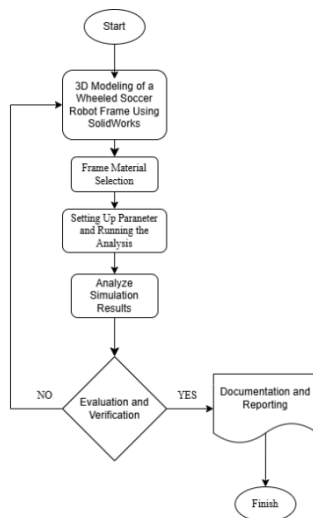 Start
3D Modeling of a
Wheeled Soccer
Robot Frame Using
SolidWorks
Frame Material
Selection
Setting Up Parameter
and Running the
Analysis
Analyze
Simulation
Results
NO
Evaluation and
Verification
YES
Documentation and
Reporting
Finish